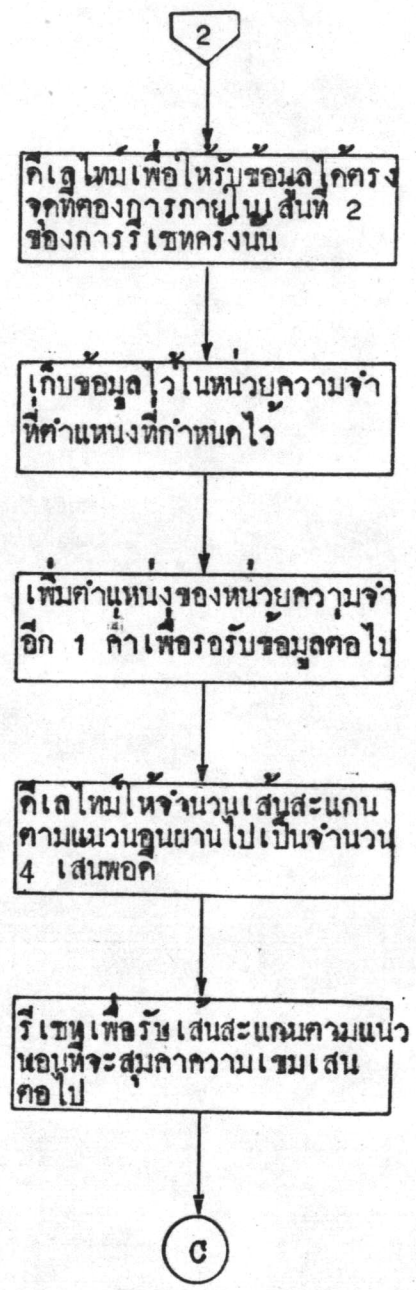 2
ดีเลไทม์เพื่อให้รับข้อมูลได้ตรง
จุดที่ต้องการภายในเส้นที่ 2
ของการรีเซทครั้งนั้น
เก็บข้อมูลไว้ในหน่วยความจำ
ที่ตำแหน่งที่กำหนดไว้
เพิ่มตำแหน่งของหน่วยความจำ
อีก 1 ค่าเพื่อรอรับข้อมูลต่อไป
ดีเลไทม์ให้จำนวนเส้นสะแกน
ตามแนวนอนผ่านไปเป็นจำนวน
4 เส้นพอดี
รีเซทเพื่อรับเส้นสะแกนตามแนว
นอนที่จะสุ่มค่าความเข้มเส้น
ต่อไป
C